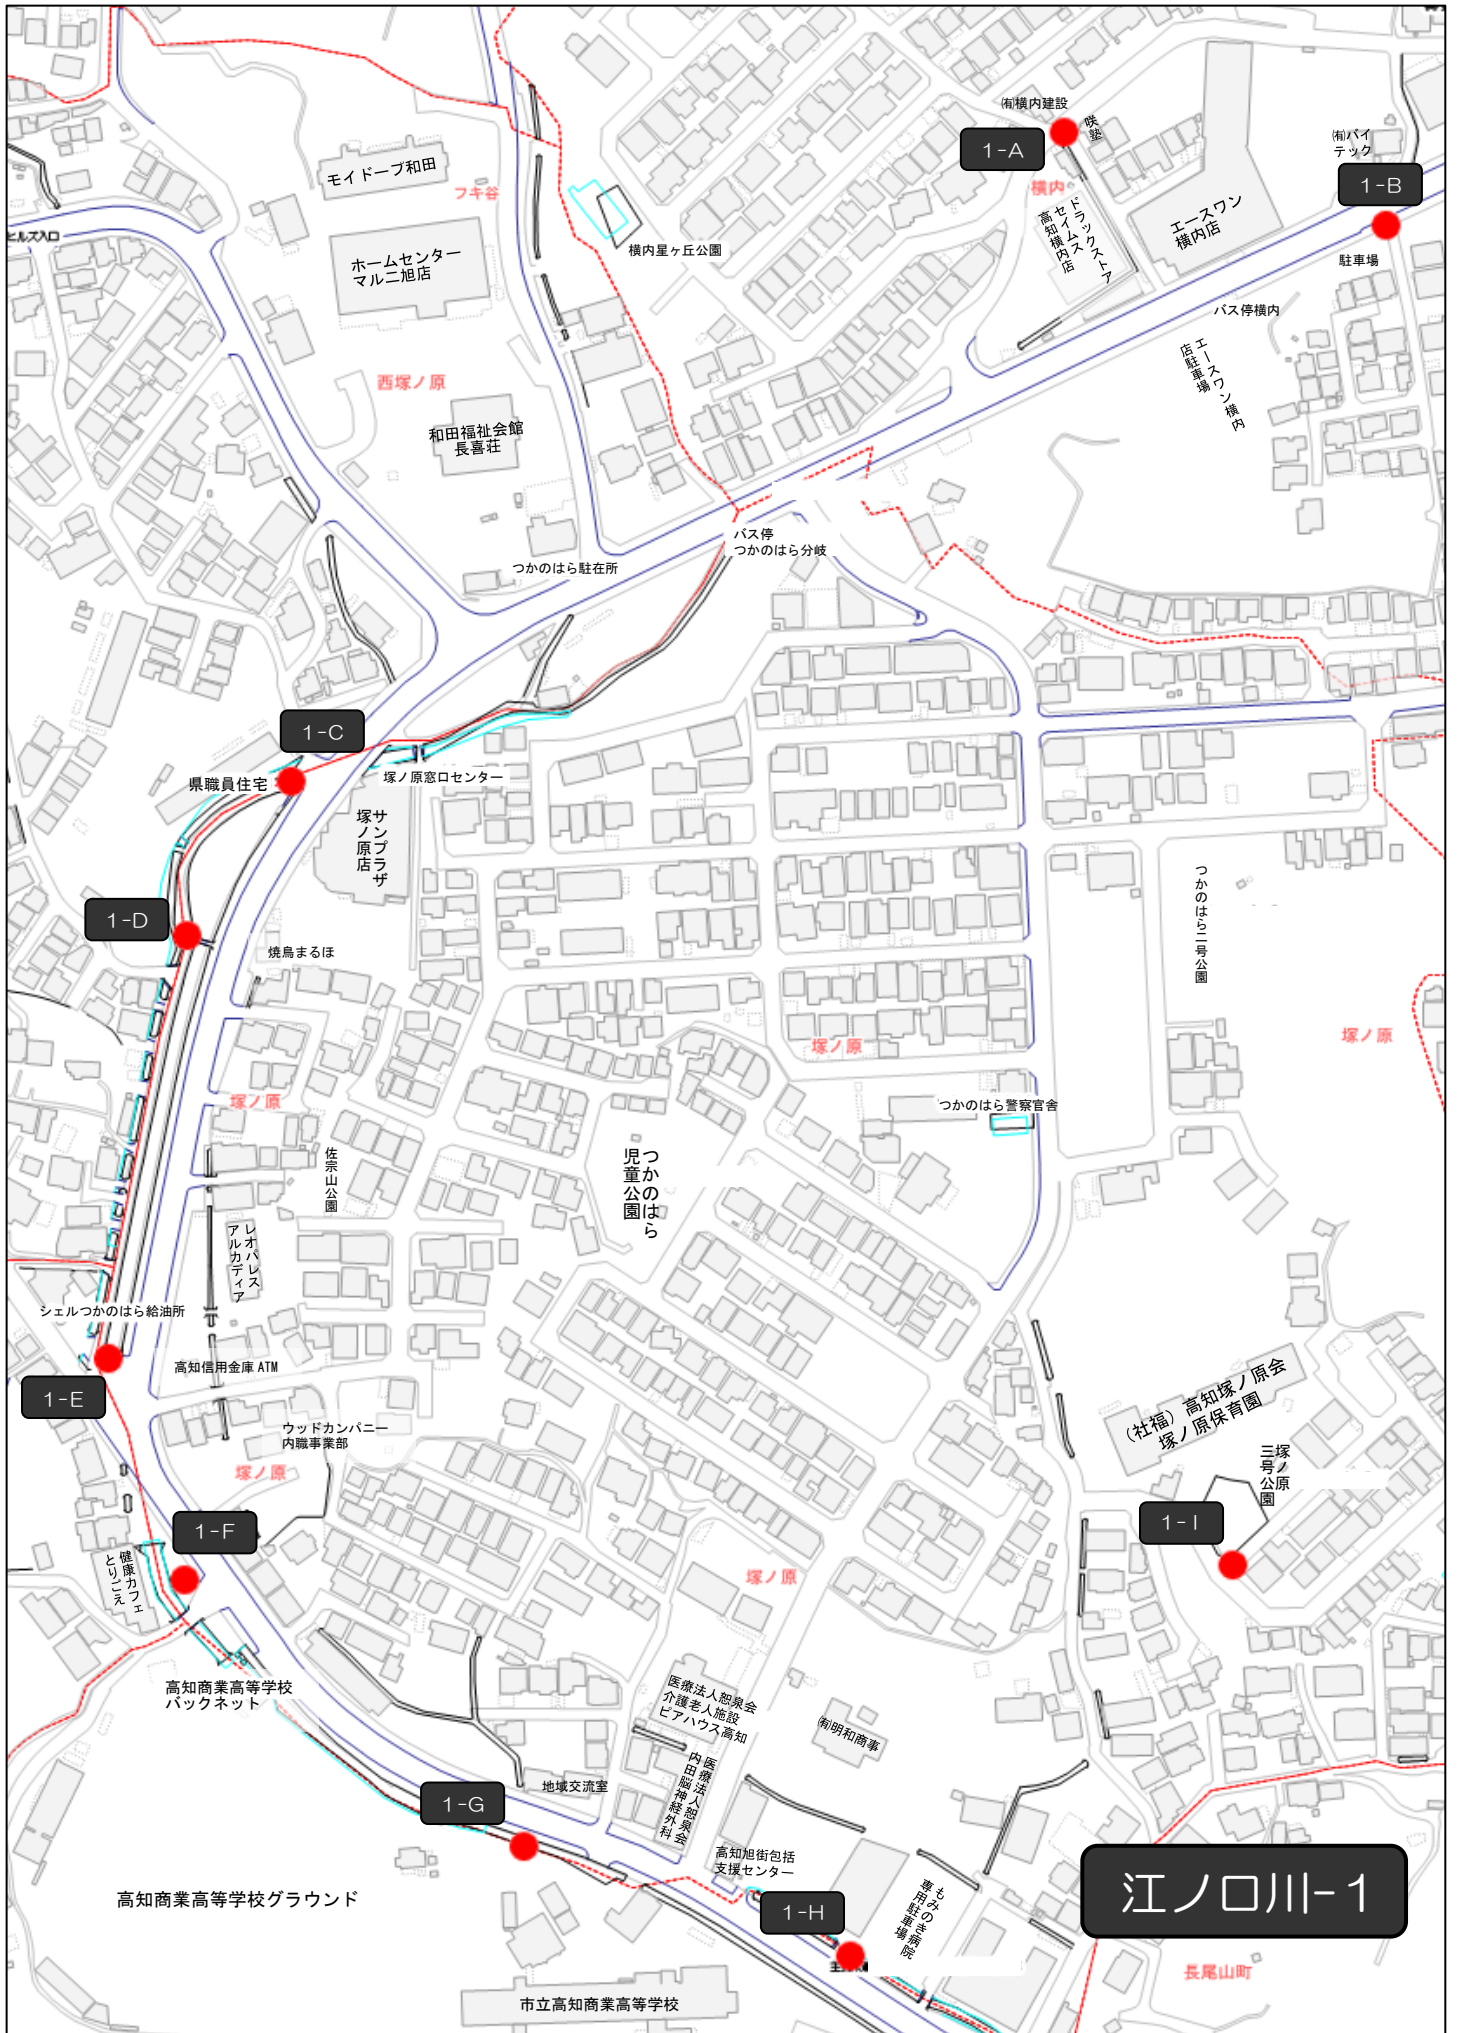 ㈲横内建設
咲塾
1-A
㈲バイ
テック
1-B
モイドーブ和田
フキ谷
横内
ドラックストア
セイムス
高知横内店
エースワン
横内店
ヒルズ入口
ホームセンター
マルニ旭店
横内星ヶ丘公園
駐車場
バス停横内
エースワン横内
店駐車場
西塚ノ原
和田福祉会館
長喜荘
バス停
つかのはら分岐
つかのはら駐在所
1-C
県職員住宅
塚ノ原窓口センター
サンプラザ
塚ノ原店
つかのはら二号公園
1-D
焼鳥まるほ
塚ノ原
塚ノ原
塚ノ原
つかのはら警察官舎
佐宗山公園
つかのはら
児童公園
レオパレス
アルカディア
シェルつかのはら給油所
高知信用金庫 ATM
1-E
ウッドカンパニー
内職事業部
塚ノ原
(社福)高知塚ノ原会
塚ノ原保育園
塚ノ原
三号公園
1-I
1-F
健康カフェ
とりごえ
塚ノ原
高知商業高等学校
バックネット
医療法人恕泉会
介護老人施設
ピアハウス高知
㈲明和商事
医療法人恕泉会
内田脳神経外科
地域交流室
1-G
高知旭街包括
支援センター
もみのき病院
専用駐車場
1-H
高知商業高等学校グラウンド
江ノ口川-1
長尾山町
市立高知商業高等学校